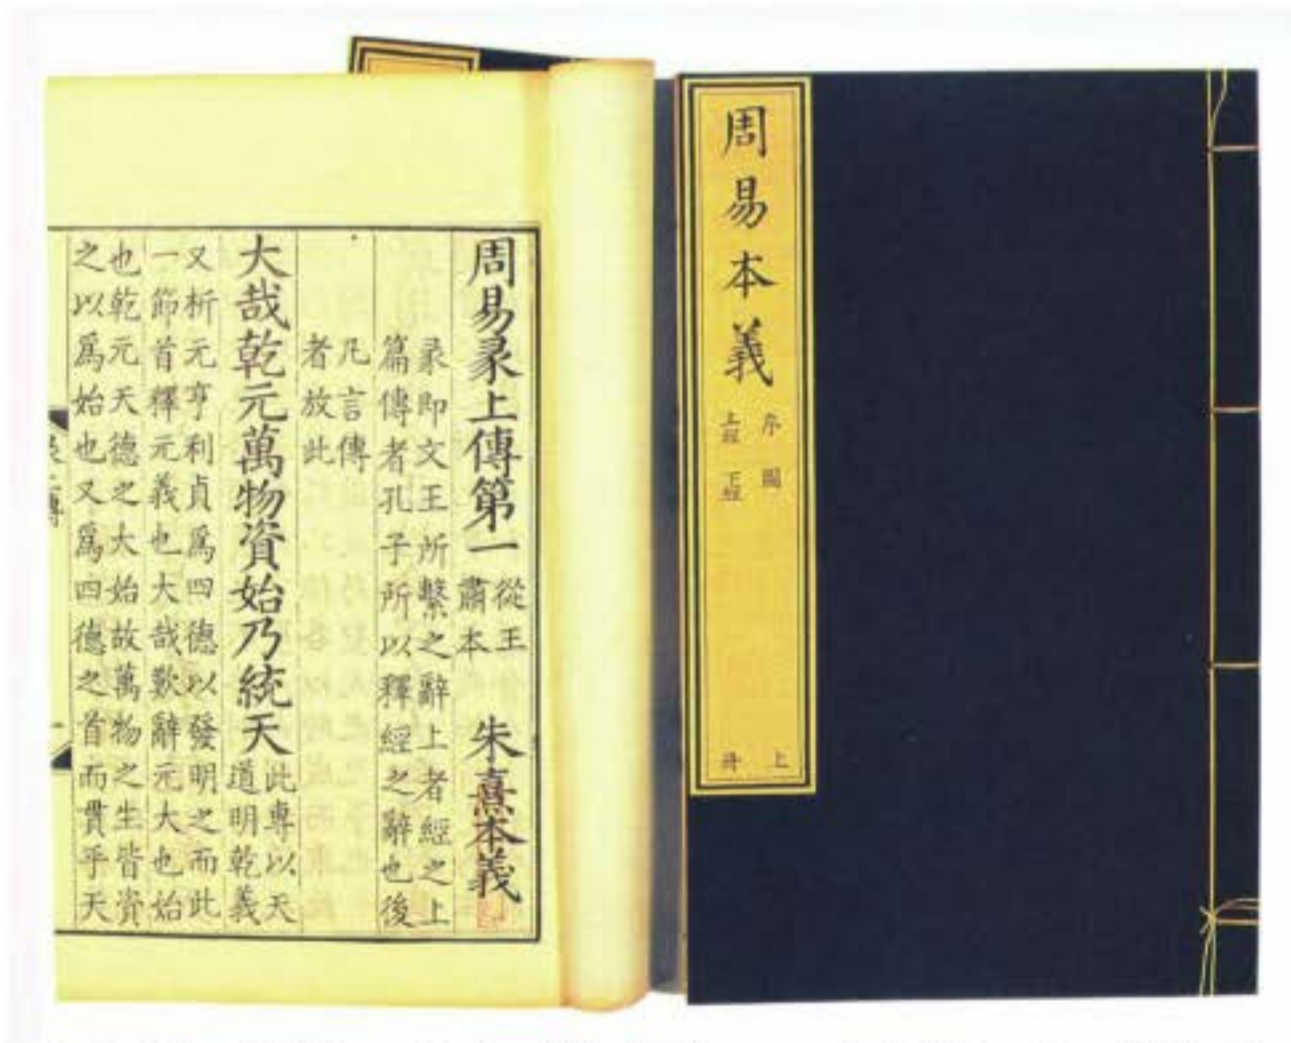 周易本義
序圖
上經下經
上冊
周易彖上傳第一
從王
肅本
朱熹本義
彖即文王所繫之辭上者經之上
篇傳者孔子所以釋經之辭也後
凡言傳
者放此
大哉乾元萬物資始乃統天
此專以天
道明乾義
又析元亨利貞爲四德以發明之而此
一節首釋元義也大哉歎辭元大也始
也乾元天德之大始故萬物之生皆資
之以爲始也又爲四德之首而貫乎天